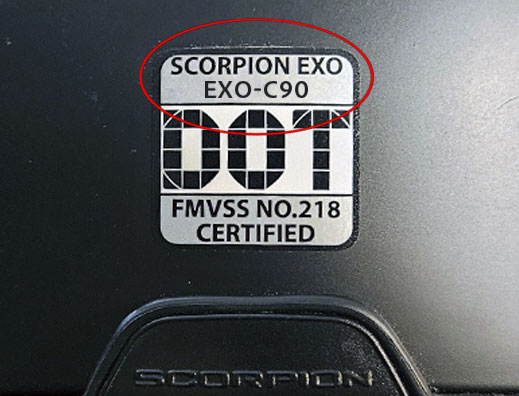 SCORPION EXO
EXO-C90
DOT
FMVSS NO.218
CERTIFIED
SCORPION